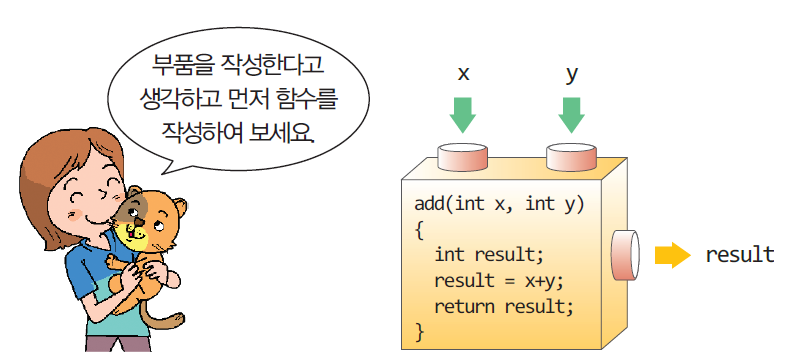 부품을 작성한다고
생각하고 먼저 함수를
작성하여 보세요.
x
y
add(int x, int y)
{
int result;
result = x+y;
return result;
}
result